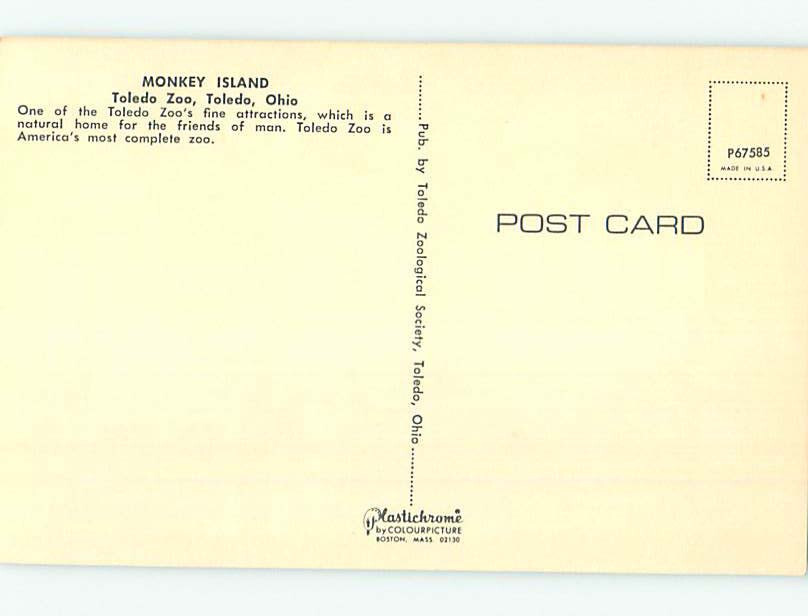 MONKEY ISLAND
Toledo Zoo, Toledo, Ohio
One of the Toledo Zoo's fine attractions, which is a
natural home for the friends of man. Toledo Zoo is
America's most complete zoo.
Pub. by Toledo Zoological Society, Toledo, Ohio
P67585
MADE IN U.S.A.
POST CARD
Plastichrome
by COLOURPICTURE
BOSTON, MASS 02130